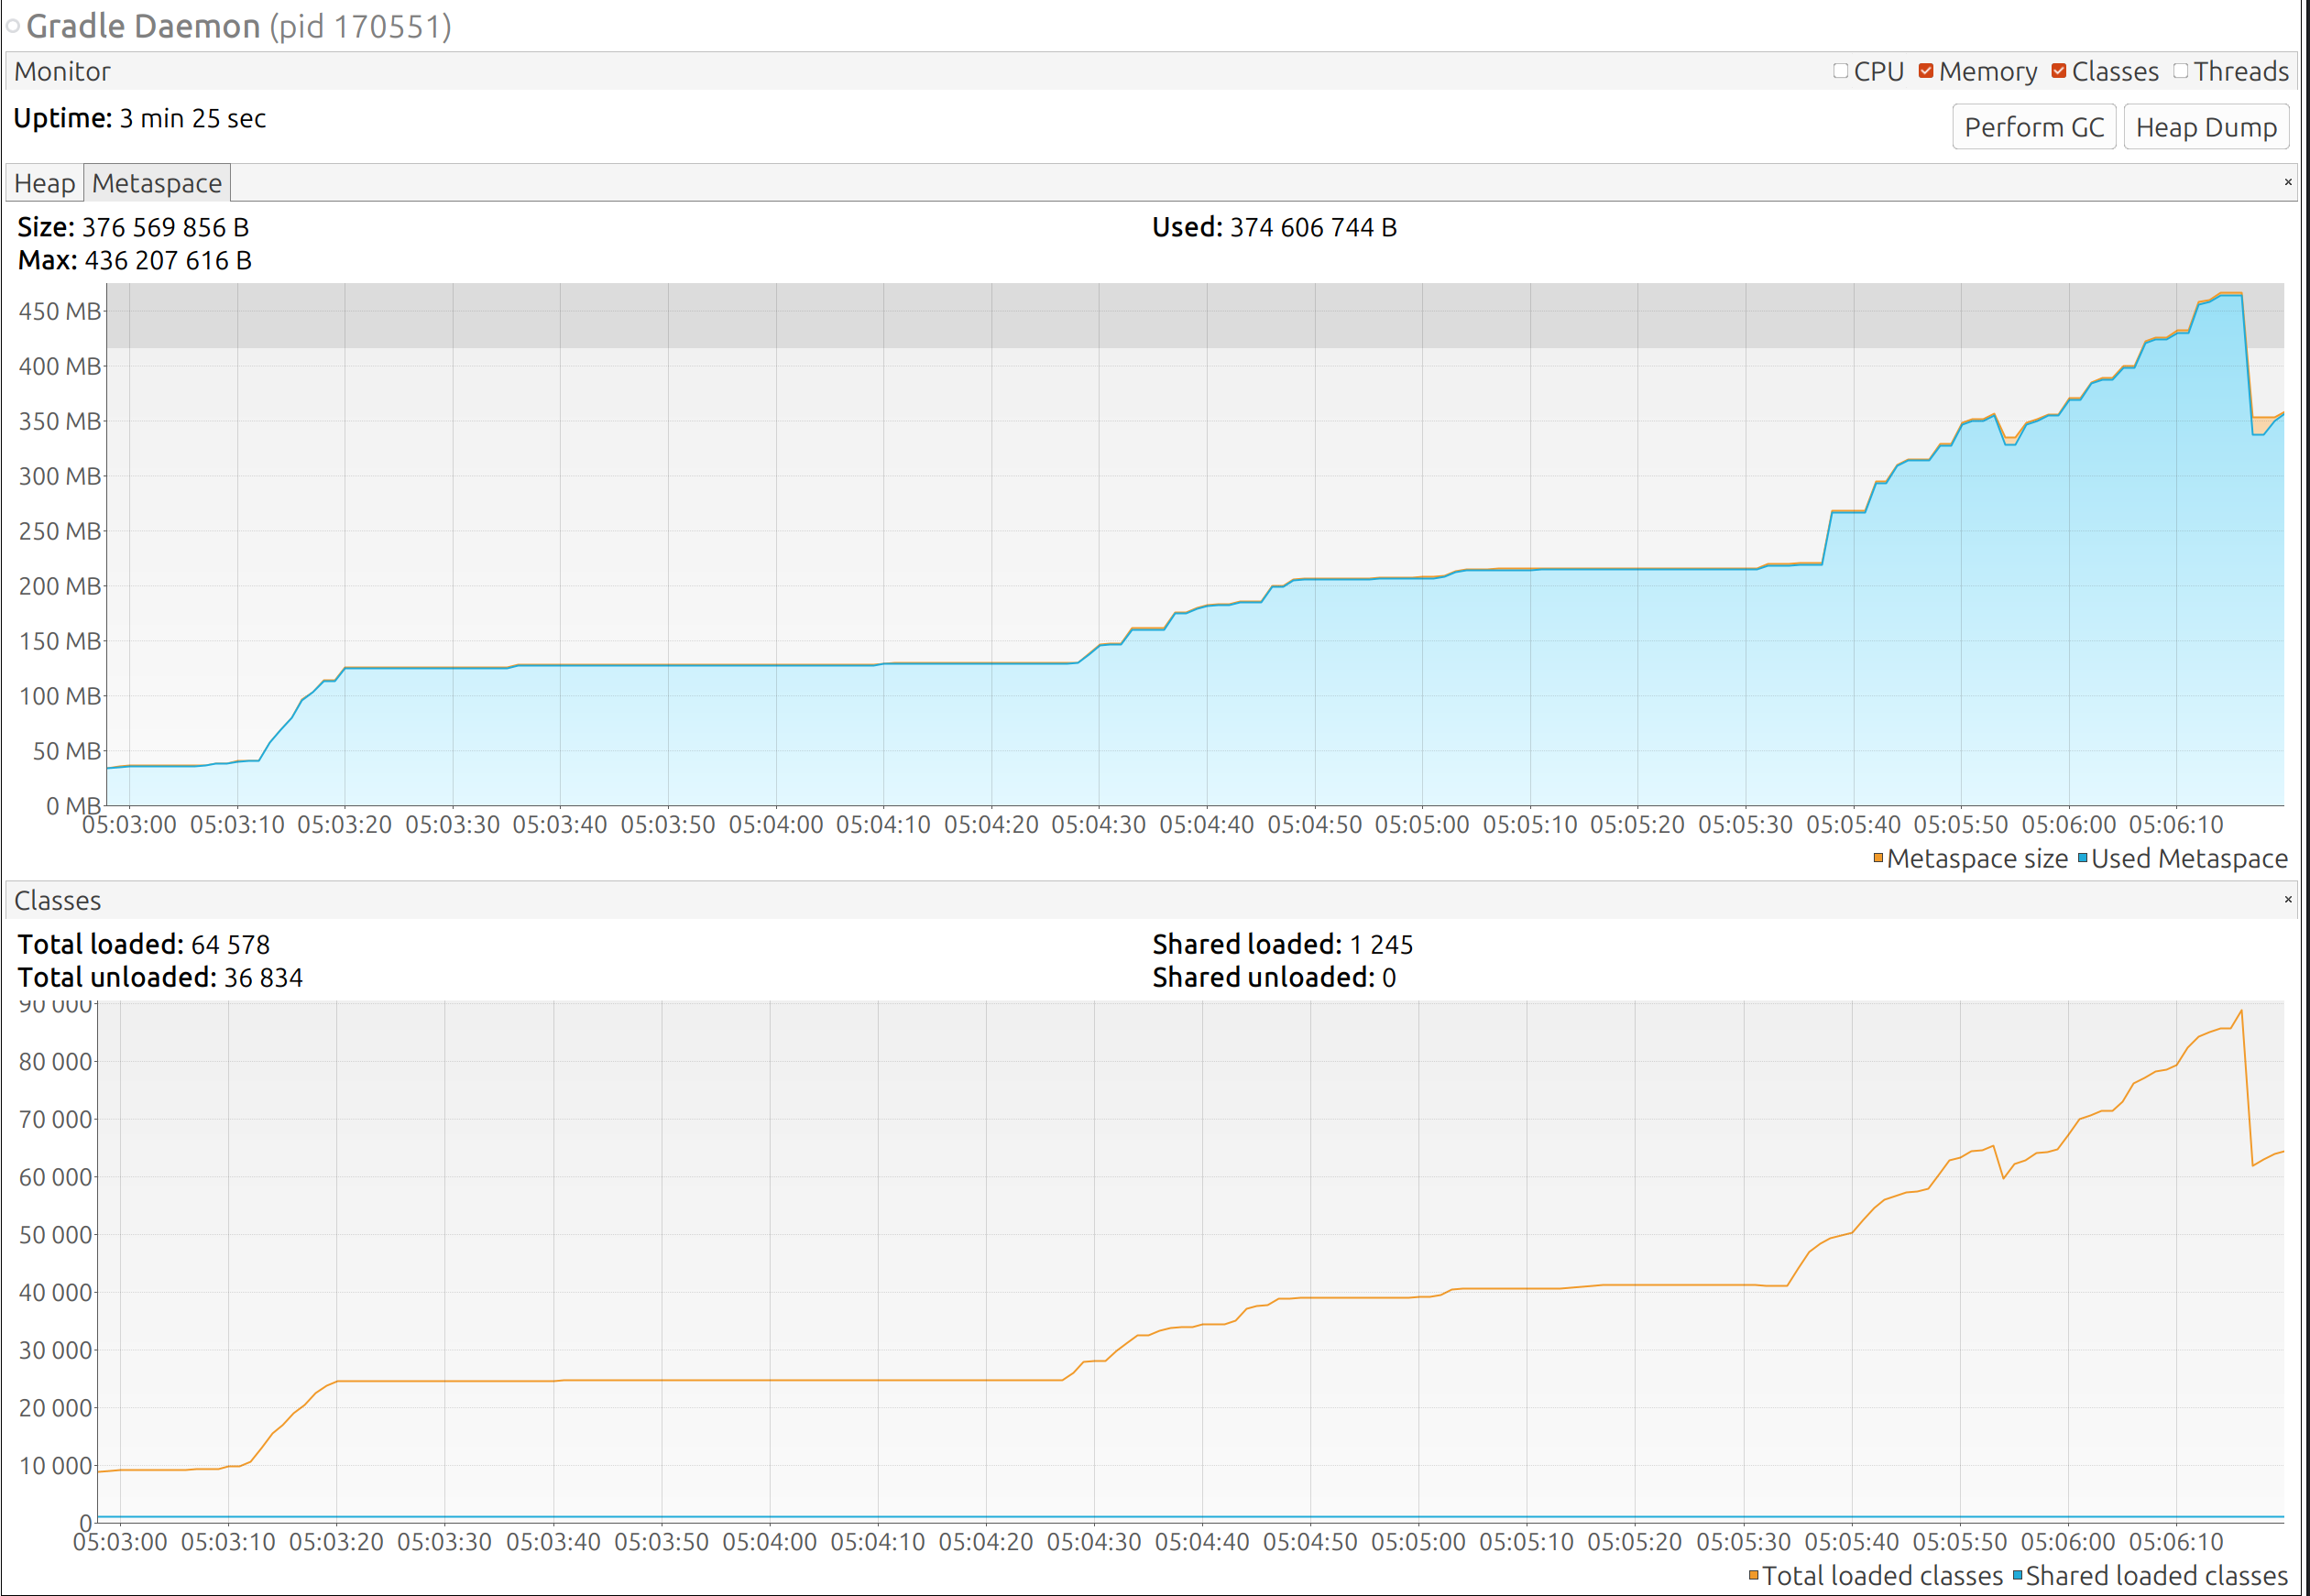 Gradle Daemon (pid 170551)
Monitor
CPU Memory Classes Threads
Uptime: 3 min 25 sec
Perform GC Heap Dump
Heap Metaspace
Size: 376 569 856 B
Used: 374 606 744 B
Max: 436 207 616 B
450 MB
400 MB
350 MB
300 MB
250 MB
200 MB
150 MB
100 MB
50 MB
0 MB
05:03:00 05:03:10 05:03:20 05:03:30 05:03:40 05:03:50 05:04:00 05:04:10 05:04:20 05:04:30 05:04:40 05:04:50 05:05:00 05:05:10 05:05:20 05:05:30 05:05:40 05:05:50 05:06:00 05:06:10
Metaspace size Used Metaspace
Classes
Total loaded: 64 578
Shared loaded: 1 245
Total unloaded: 36 834
Shared unloaded: 0
90 000
80 000
70 000
60 000
50 000
40 000
30 000
20 000
10 000
0
05:03:00 05:03:10 05:03:20 05:03:30 05:03:40 05:03:50 05:04:00 05:04:10 05:04:20 05:04:30 05:04:40 05:04:50 05:05:00 05:05:10 05:05:20 05:05:30 05:05:40 05:05:50 05:06:00 05:06:10
Total loaded classes Shared loaded classes